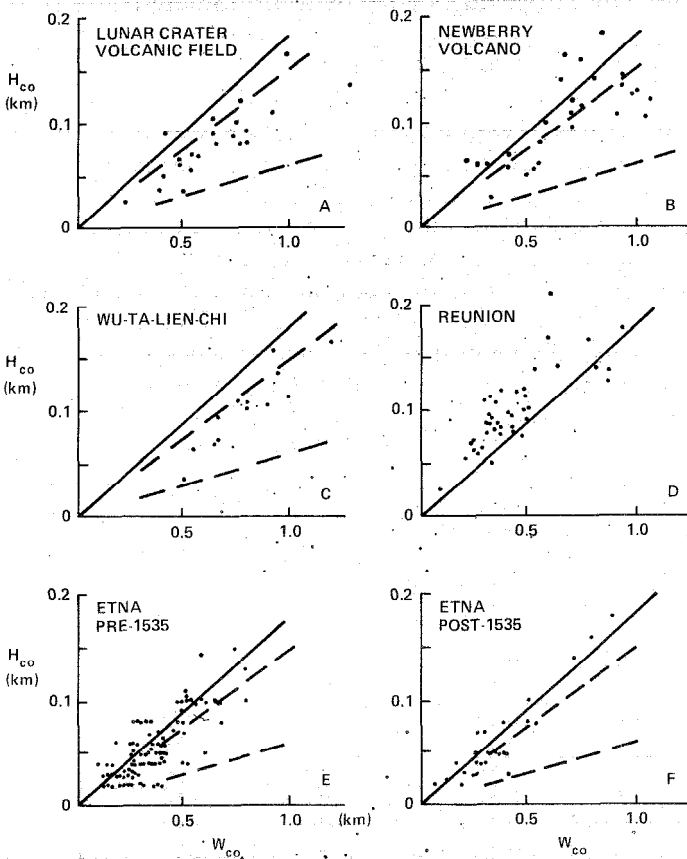 0.2
LUNAR CRATER
VOLCANIC FIELD
H co
(km)
0.1
0
0.5
1.0
A
0.2
NEWBERRY
VOLCANO
0.1
0
0.5
1.0
B
0.2
WU-TA-LIEN-CHI
H co
(km)
0.1
0
0.5
1.0
C
0.2
REUNION
0.1
0
0.5
1.0
D
0.2
ETNA
PRE-1535
H co
(km)
0.1
0
0.5
1.0
(km)
E
W co
0.2
ETNA
POST-1535
0.1
0
0.5
1.0
F
W co